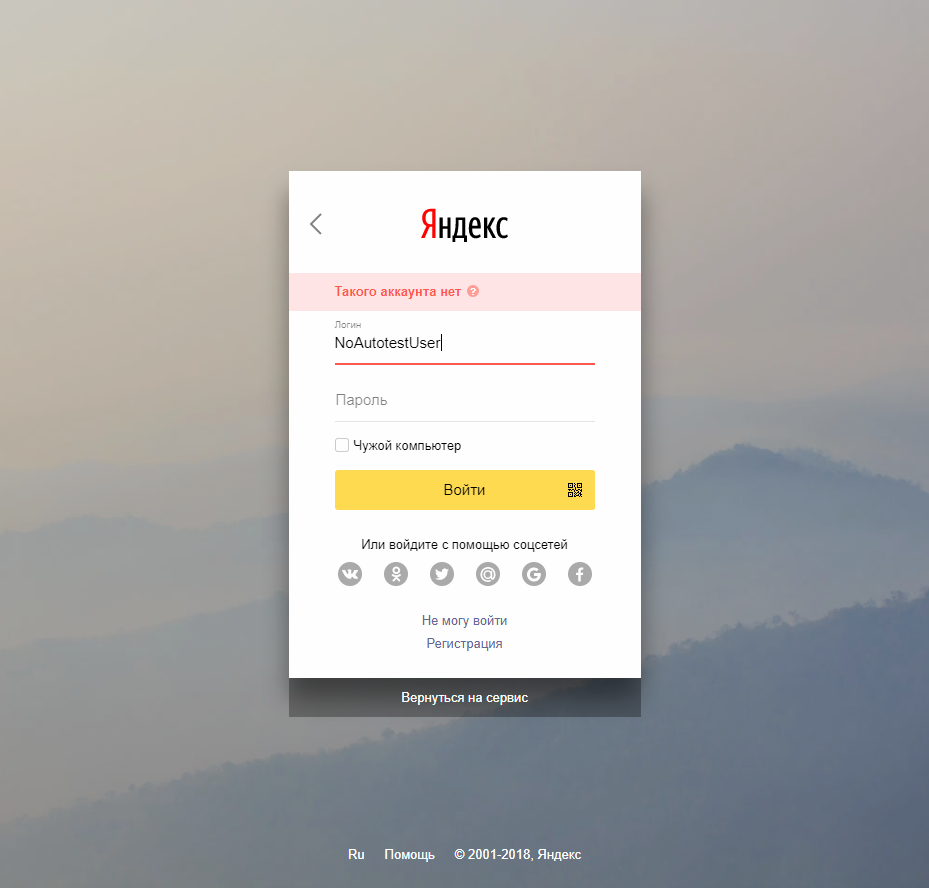 Яндекс
Такого аккаунта нет
Логин
NoAutotestUser
Пароль
Чужой компьютер
Войти
Или войдите с помощью соцсетей
Не могу войти
Регистрация
Вернуться на сервис
Ru Помощь © 2001-2018, Яндекс